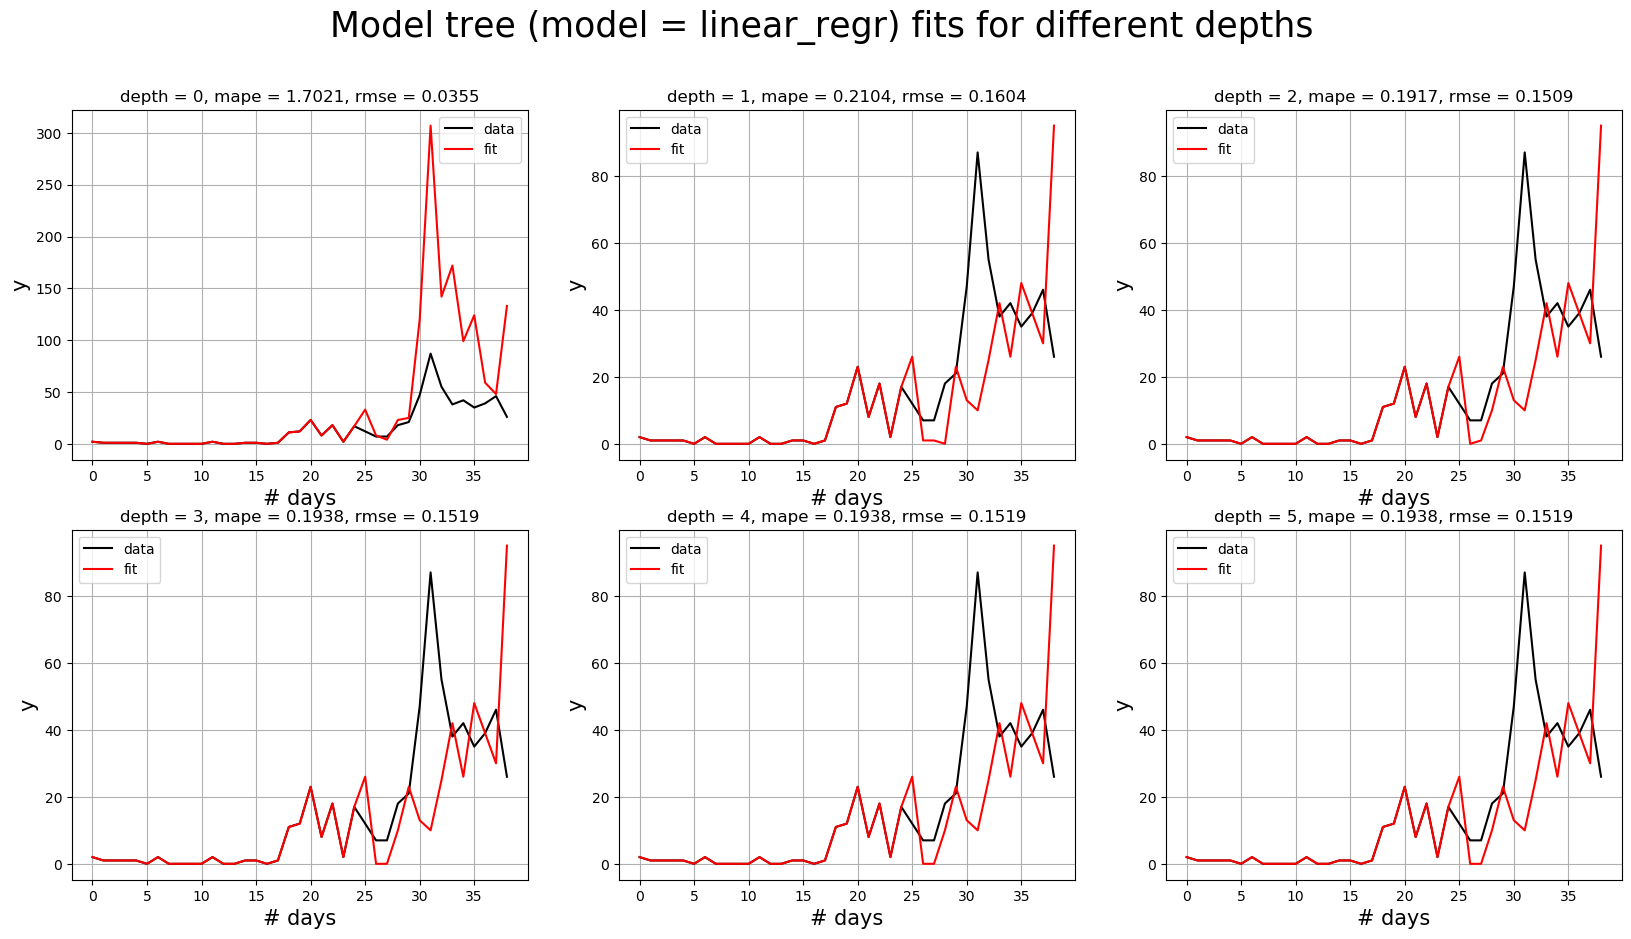 Model tree (model = linear_regr) fits for different depths
depth = 0, mape = 1.7021, rmse = 0.0355
300
250
200
150
100
50
0
y
data
fit
0 5 10 15 20 25 30 35
# days
depth = 1, mape = 0.2104, rmse = 0.1604
80
60
40
20
0
y
data
fit
0 5 10 15 20 25 30 35
# days
depth = 2, mape = 0.1917, rmse = 0.1509
80
60
40
20
0
y
data
fit
0 5 10 15 20 25 30 35
# days
depth = 3, mape = 0.1938, rmse = 0.1519
80
60
40
20
0
y
data
fit
0 5 10 15 20 25 30 35
# days
depth = 4, mape = 0.1938, rmse = 0.1519
80
60
40
20
0
y
data
fit
0 5 10 15 20 25 30 35
# days
depth = 5, mape = 0.1938, rmse = 0.1519
80
60
40
20
0
y
data
fit
0 5 10 15 20 25 30 35
# days